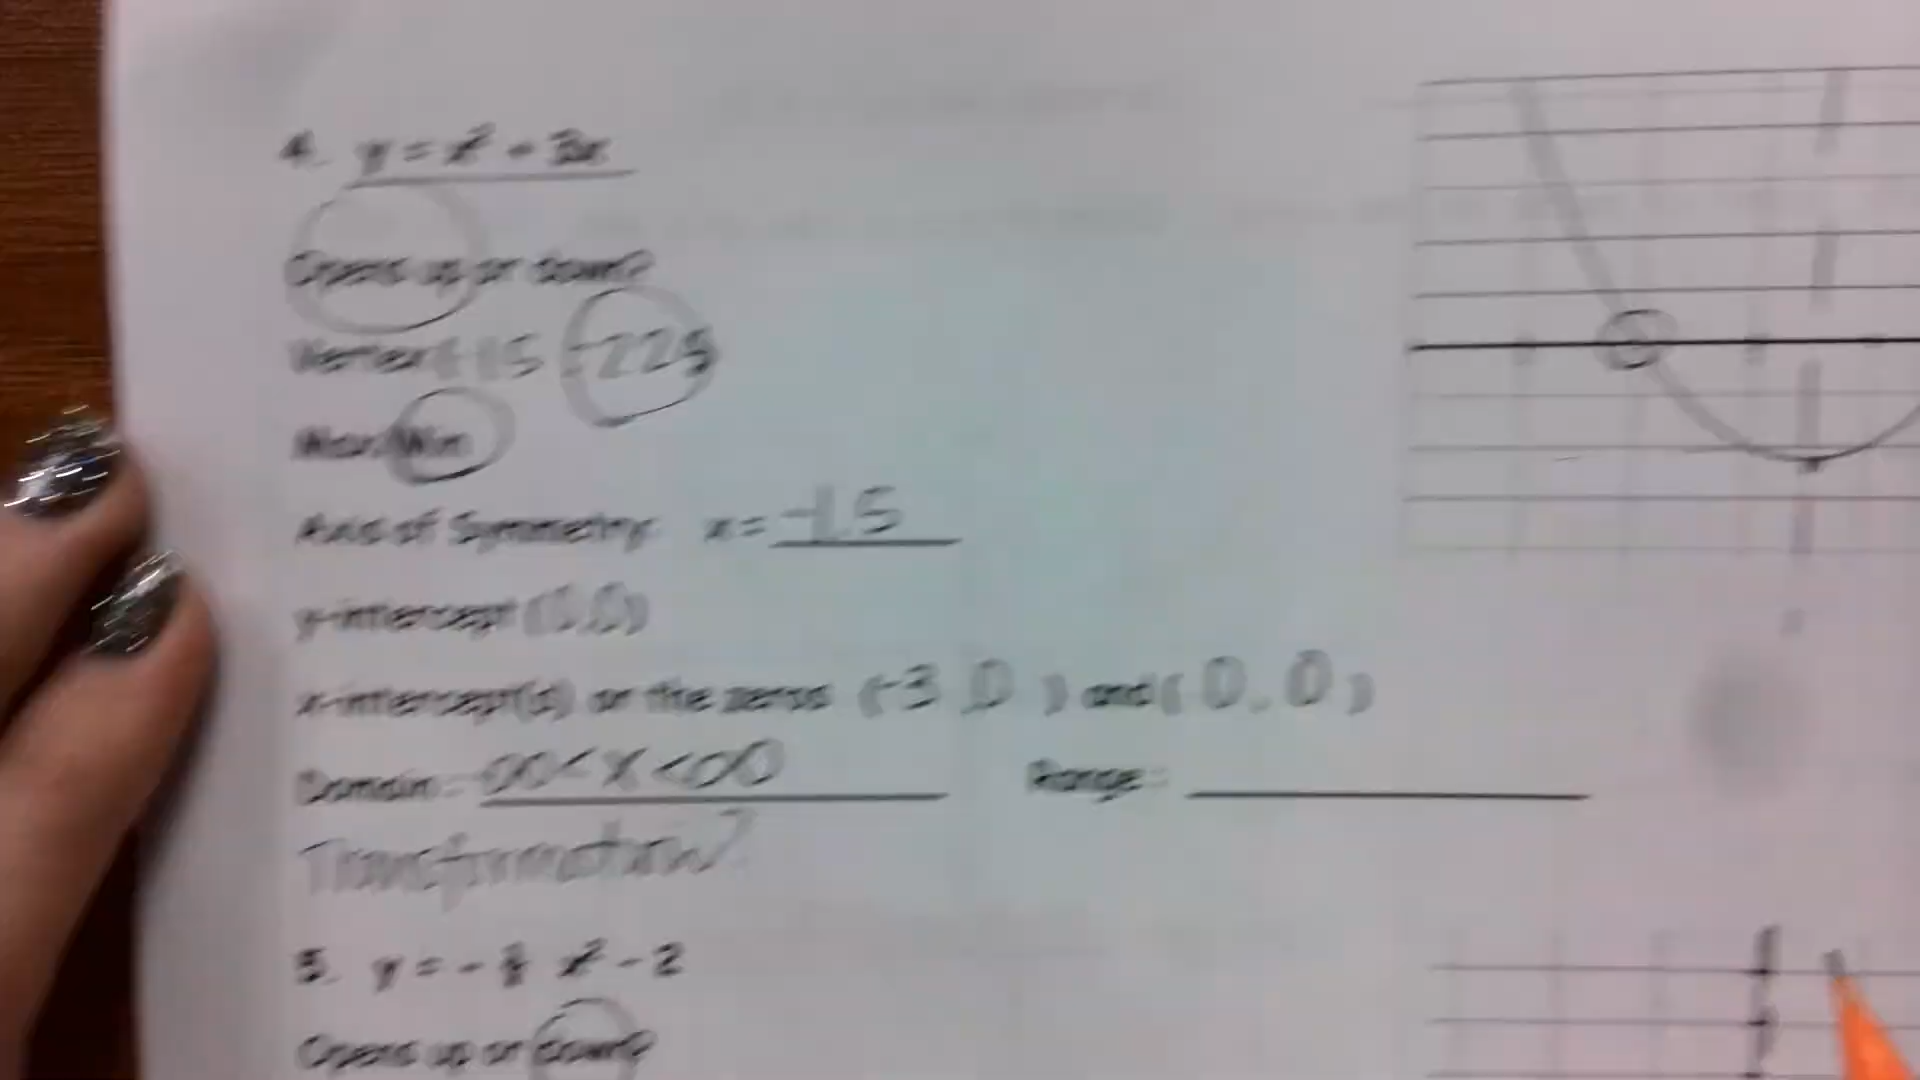 4. y = x² + 3x
Opens up or down?
Vertex (-1.5, -2.25
Max/Min
Axis of Symmetry: x = -1.5
y-intercept (0,0)
x-intercept(s) or the zeros (-3, 0 ) and ( 0, 0 )
Domain: -∞<x<∞ Range:
Transformation?
5. y = - x² - 2
Opens up or down?